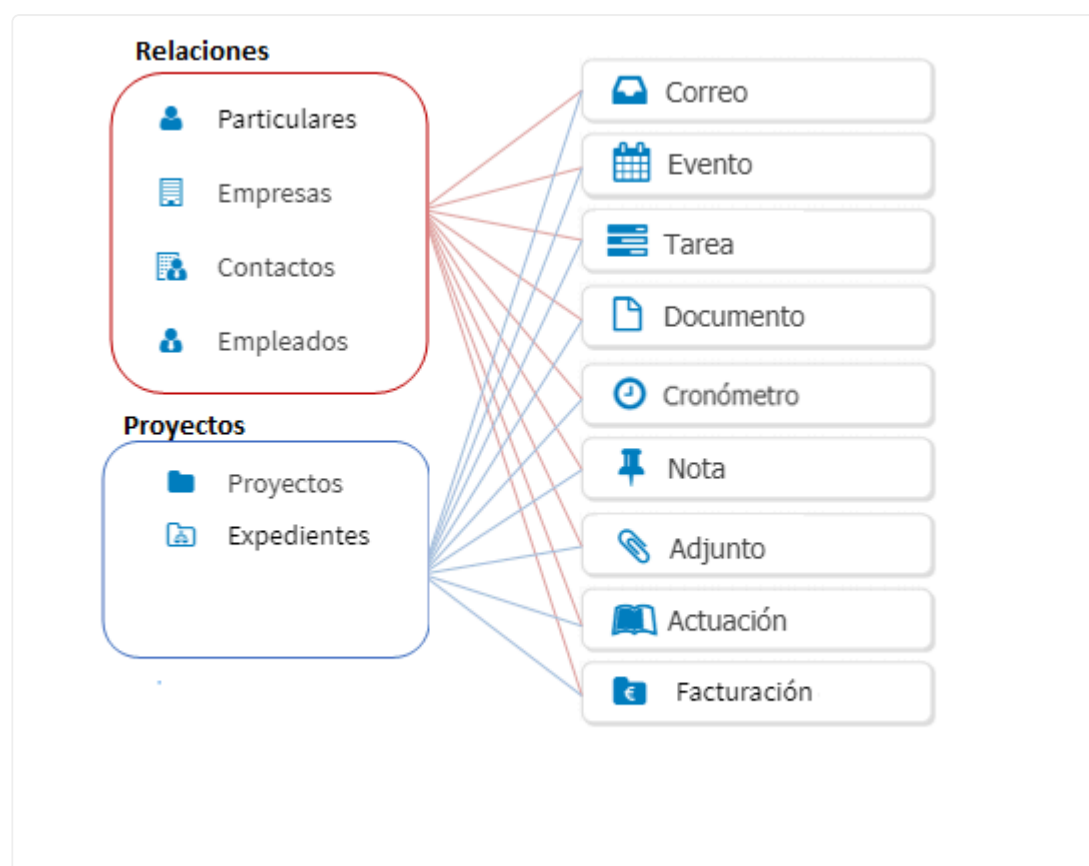 Relaciones
Particulares
Empresas
Contactos
Empleados
Proyectos
Proyectos
Expedientes
Correo
Evento
Tarea
Documento
Cronómetro
Nota
Adjunto
Actuación
€ Facturación